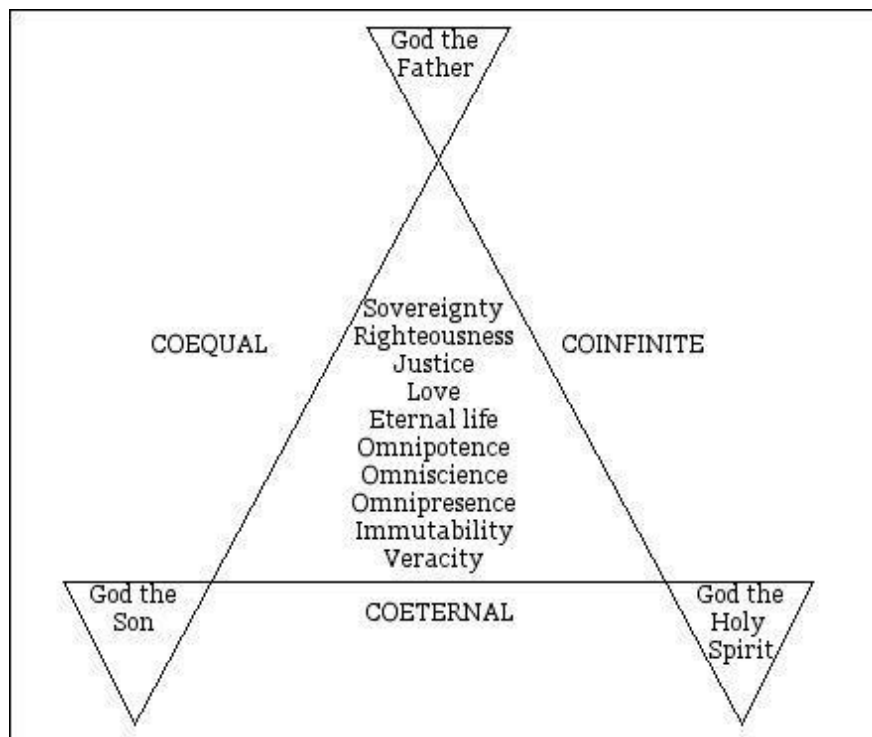 God the
Father
Sovereignty
Righteousness
COEQUAL
COINFINITE
Justice
Love
Eternal life
Omnipotence
Omniscience
Omnipresence
Immutability
Veracity
God the
Son
COETERNAL
God the
Holy
Spirit